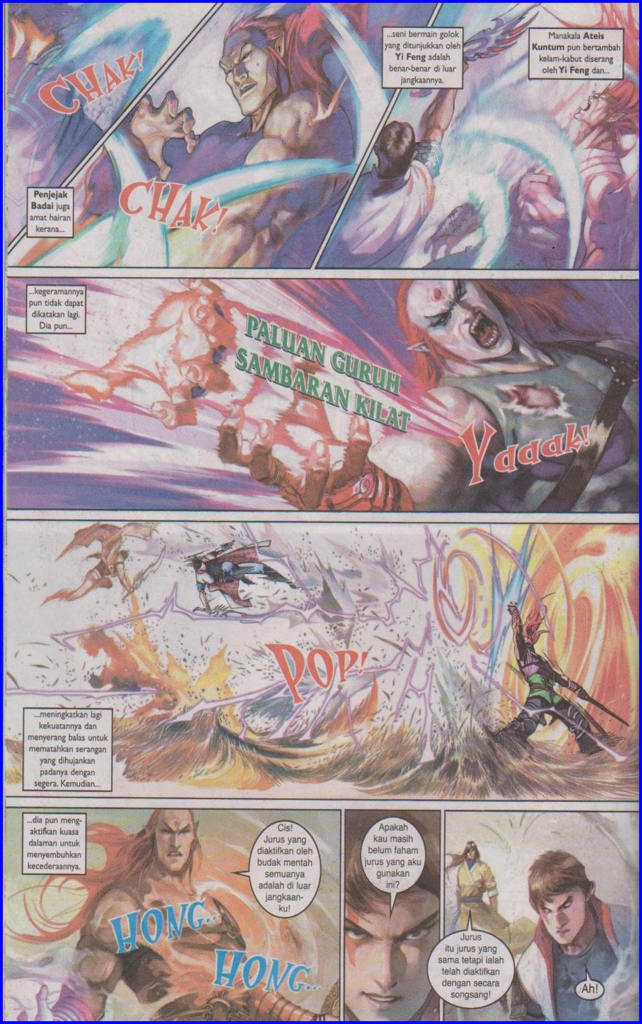 CHAK!
Penjejak
Badai juga
amat hairan
kerana...
CHAK!
...seni bermain golok
yang ditunjukkan oleh
Yi Feng adalah
benar-benar di luar
jangkaannya.
Manakala Ateis
Kuntum pun bertambah
kelam-kabut diserang
oleh Yi Feng dan...
...kegeramannya
pun tidak dapat
dikatakan lagi.
Dia pun...
PALUAN GURUH
SAMBARAN KILAT
Yaaak!
POP!
...meningkatkan lagi
kekuatannya dan
menyerang balas untuk
mematahkan serangan
yang dihujankan
padanya dengan
segera. Kemudian...
...dia pun meng-
aktifkan kuasa
dalaman untuk
menyembuhkan
kecederaannya.
Cis!
Jurus yang
diaktifkan oleh
budak mentah
semuanya
adalah di luar
jangkaan-
ku!
HONG...
HONG...
Apakah
kau masih
belum faham
jurus yang aku
gunakan
ini?
Jurus
itu jurus yang
sama tetapi ialah
telah diaktifkan
dengan secara
songsang!
Ah!